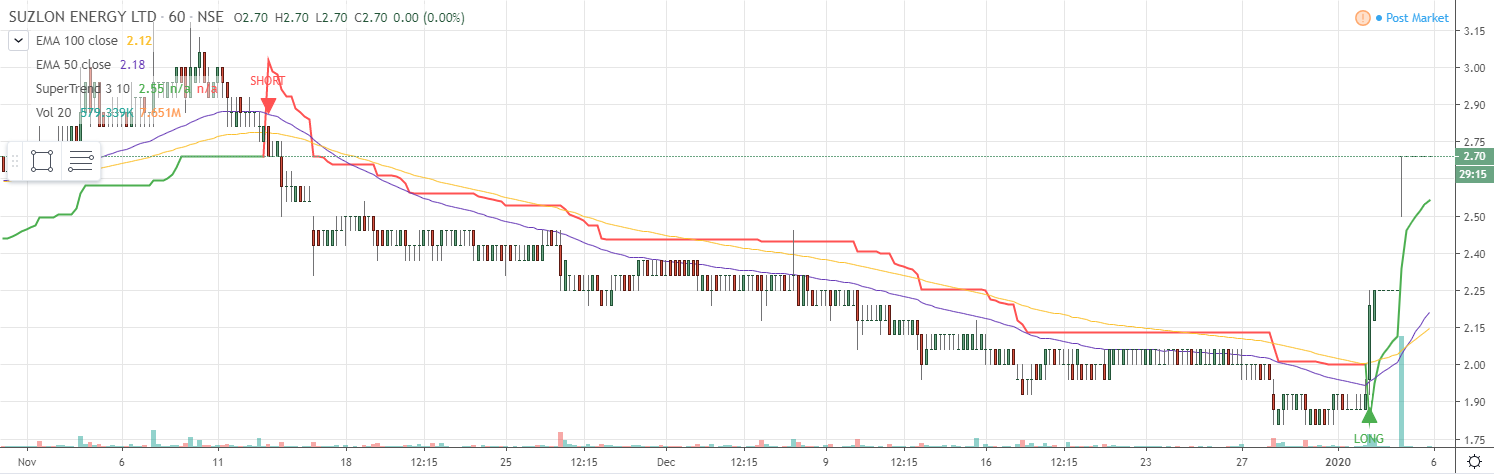 SUZLON ENERGY LTD · 60 · NSE O2.70 H2.70 L2.70 C2.70 0.00 (0.00%)
Post Market
EMA 100 close 2.12
EMA 50 close 2.18
SuperTrend 3 10 2.55 n/a n/a
Vol 20 579.339K 7.651M
SHORT
LONG
3.15
3.00
2.90
2.75
2.70
29:15
2.50
2.40
2.25
2.15
2.00
1.90
1.75
Nov 6 11 18 12:15 25 12:15 Dec 12:15 9 12:15 16 12:15 23 27 2020 6